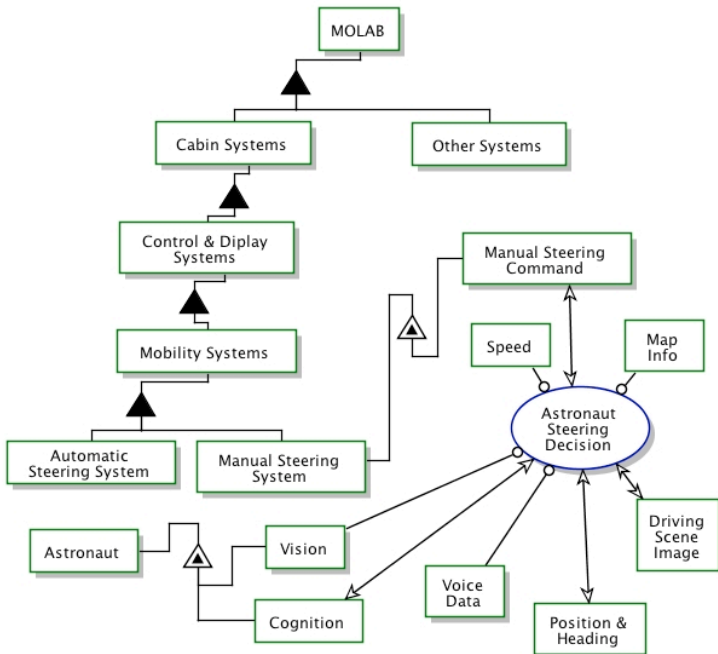 MOLAB
Cabin Systems
Other Systems
Control & Diplay
Systems
Manual Steering
Command
Mobility Systems
Speed
Map
Info
Astronaut
Steering
Decision
Automatic
Steering System
Manual Steering
System
Astronaut
Vision
Cognition
Voice
Data
Driving
Scene
Image
Position &
Heading